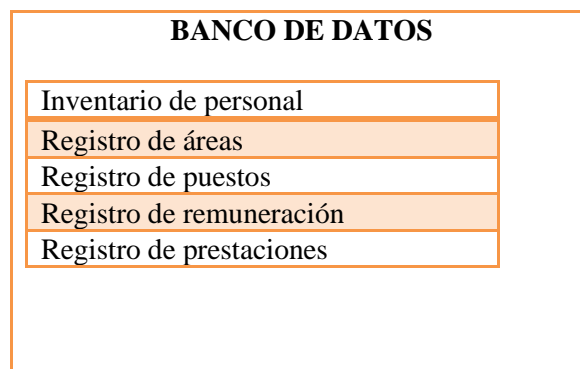 BANCO DE DATOS
Inventario de personal
Registro de áreas
Registro de puestos
Registro de remuneración
Registro de prestaciones